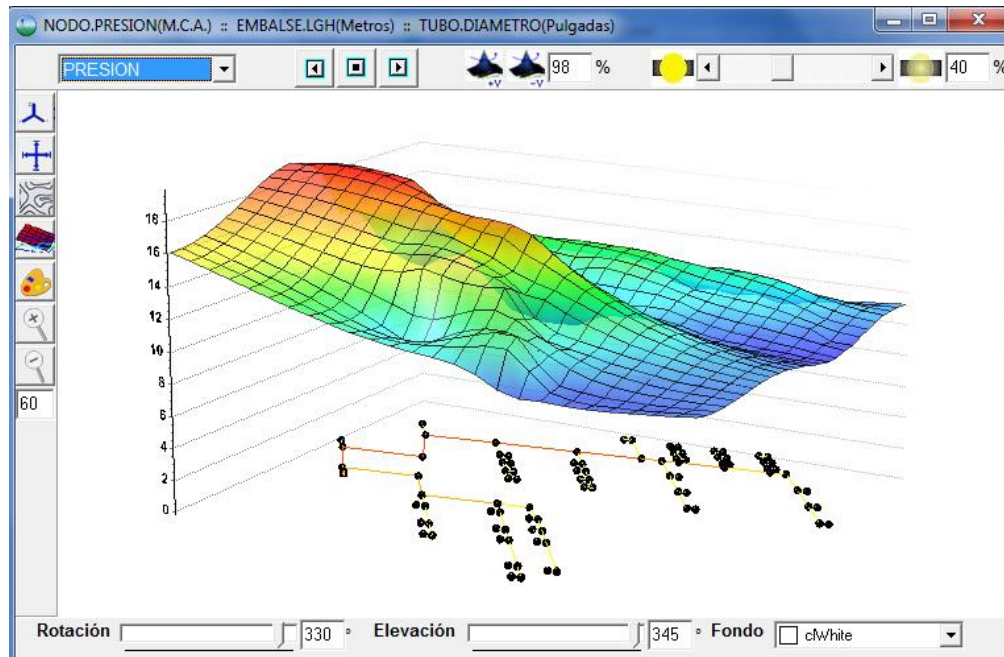 NODO.PRESION(M.C.A.) :: EMBALSE.LGH(Metros) :: TUBO.DIAMETRO(Pulgadas)
PRESION
+V
-V
98 %
40 %
60
18
16
14
12
10
8
6
4
2
0
Rotación 330 ° Elevación 345 ° Fondo clWhite